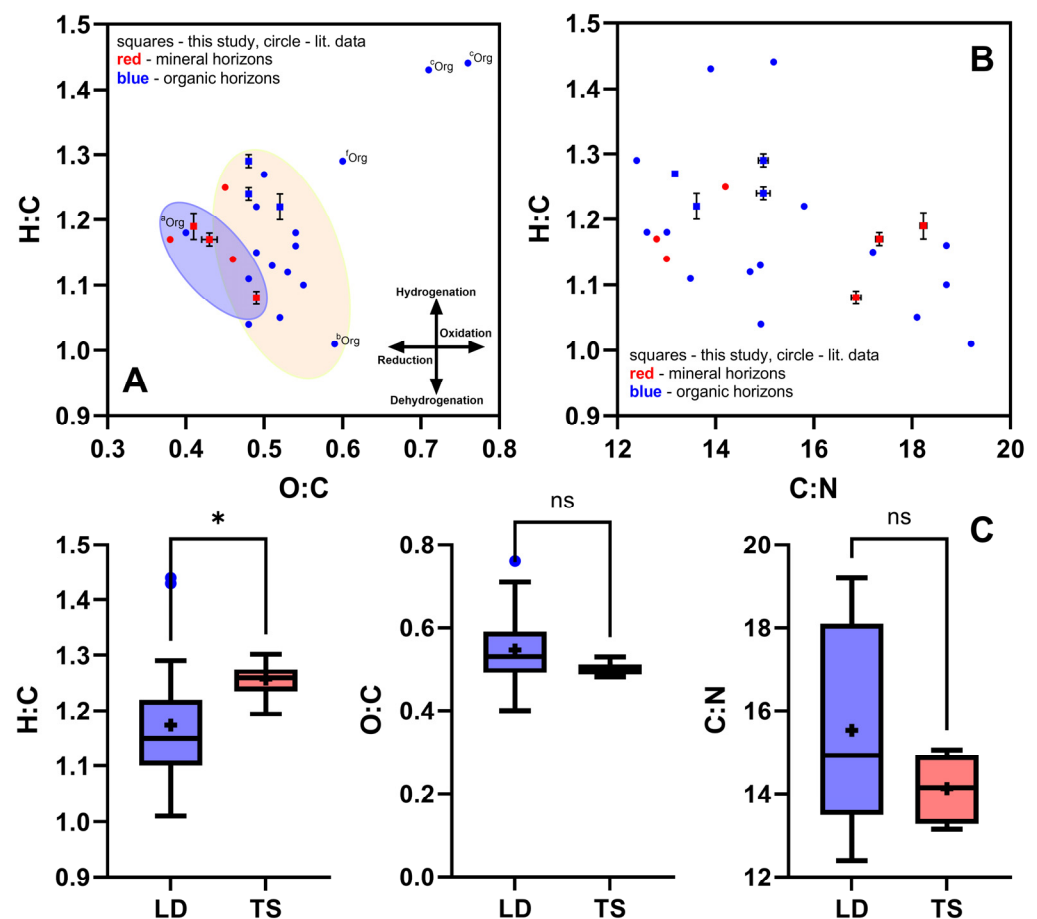 squares - this study, circle - lit. data
red - mineral horizons
blue - organic horizons
cOrg
cOrg
fOrg
aOrg
bOrg
Hydrogenation
Oxidation
Reduction
Dehydrogenation
A
H:C
1.5
1.4
1.3
1.2
1.1
1.0
0.9
0.3 0.4 0.5 0.6 0.7 0.8
O:C
B
H:C
1.5
1.4
1.3
1.2
1.1
1.0
0.9
squares - this study, circle - lit. data
red - mineral horizons
blue - organic horizons
12 14 16 18 20
C:N
*
H:C
1.5
1.4
1.3
1.2
1.1
1.0
0.9
LD TS
ns
O:C
0.8
0.6
0.4
0.2
0.0
LD TS
ns
C
C:N
20
18
16
14
12
LD TS